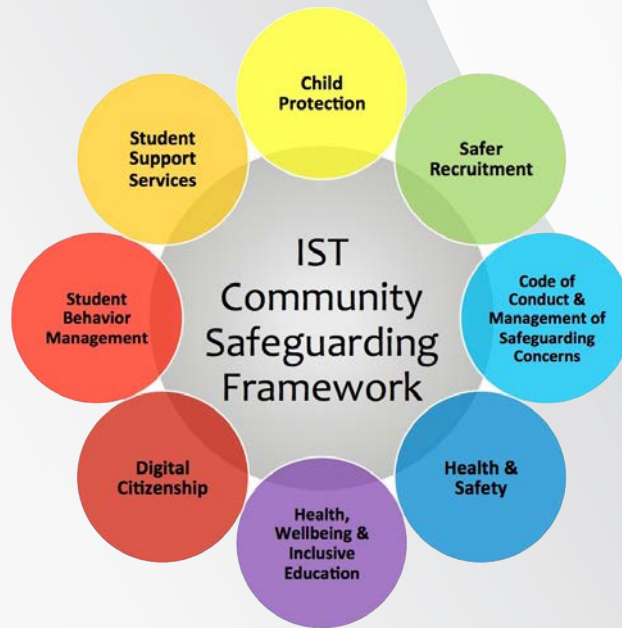 Child
Protection
Safer
Recruitment
Code of
Conduct &
Management of
Safeguarding
Concerns
Health &
Safety
Health,
Wellbeing &
Inclusive
Education
Digital
Citizenship
Student
Behavior
Management
Student
Support
Services
IST
Community
Safeguarding
Framework